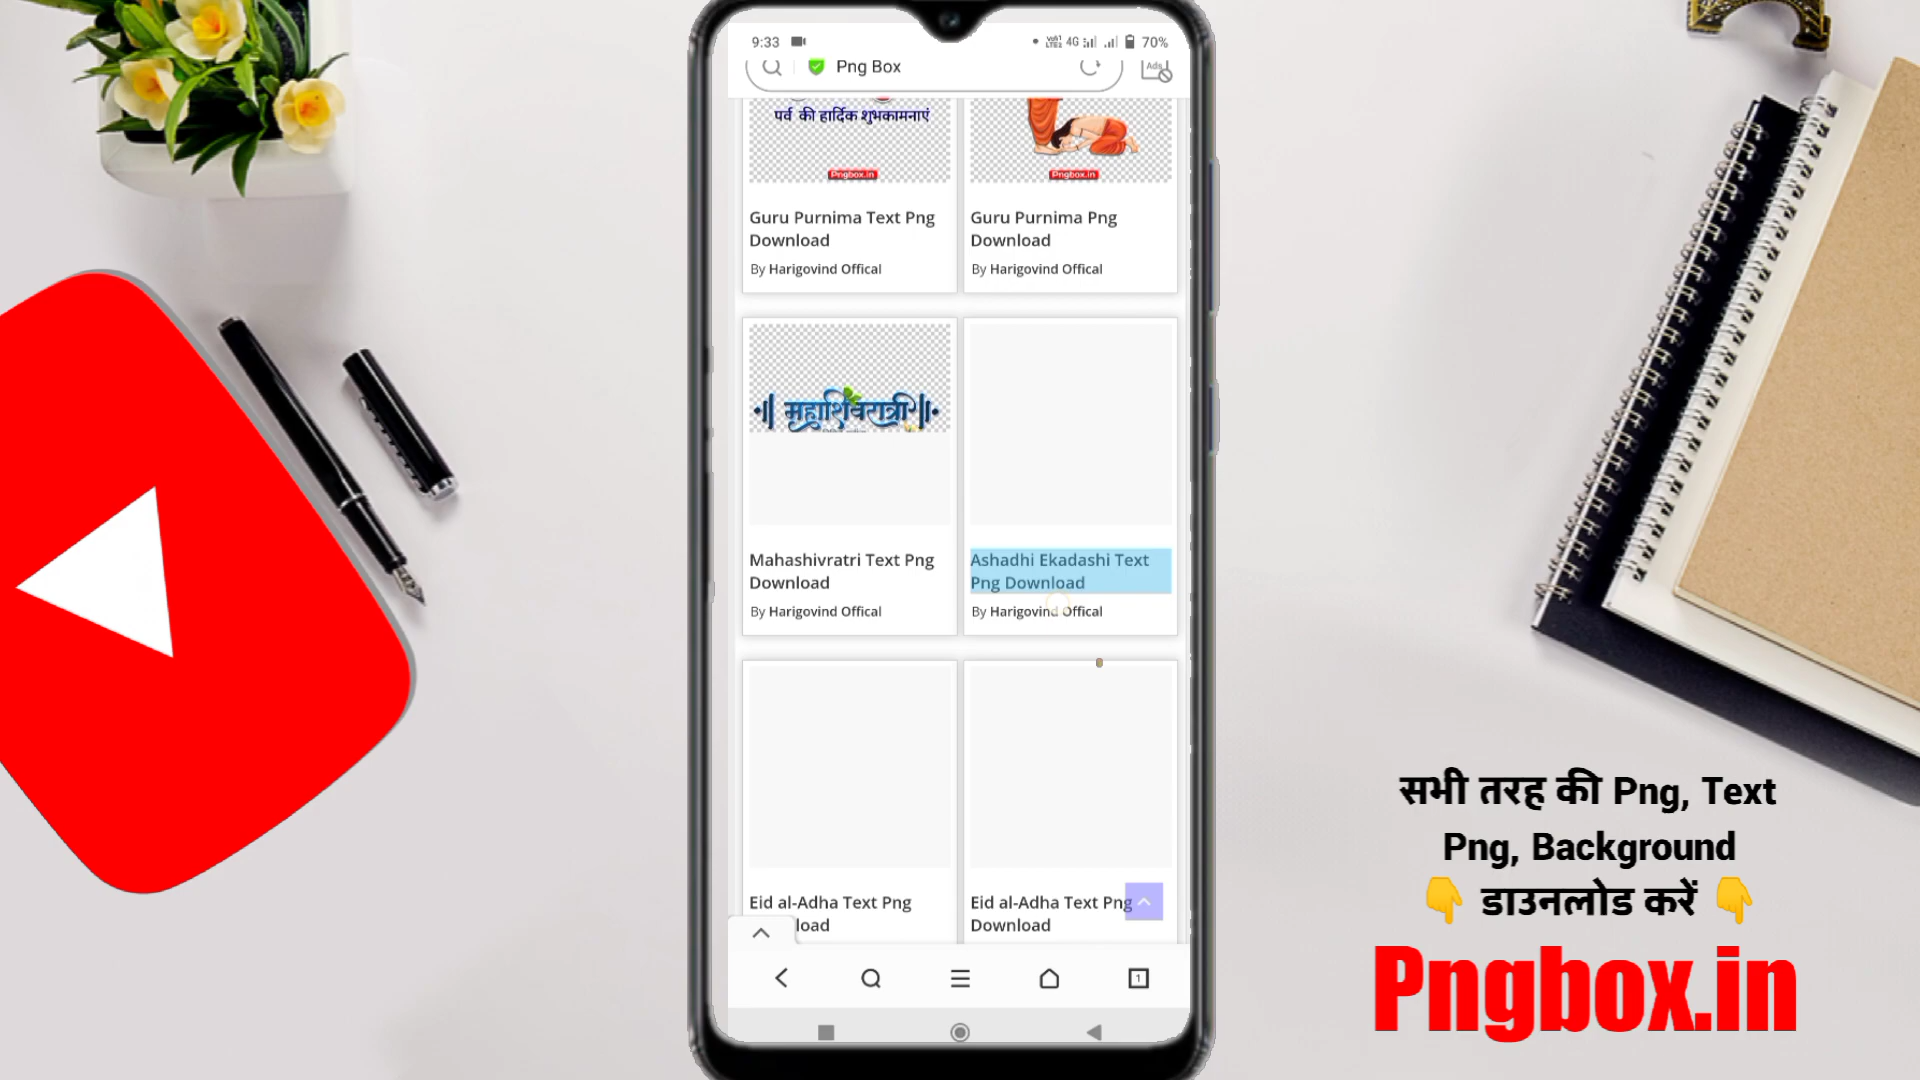 9:33
4G
70%
Png Box
Ads
पर्व की हार्दिक शुभकामनाएं
Pngbox.in
Pngbox.in
Guru Purnima Text Png
Download
By Harigovind Offical
Guru Purnima Png
Download
By Harigovind Offical
महाशिवरात्री
Mahashivratri Text Png
Download
By Harigovind Offical
Ashadhi Ekadashi Text
Png Download
By Harigovind Offical
Eid al-Adha Text Png
load
Eid al-Adha Text Png
Download
1
सभी तरह की Png, Text
Png, Background
👇 डाउनलोड करें 👇
Pngbox.in